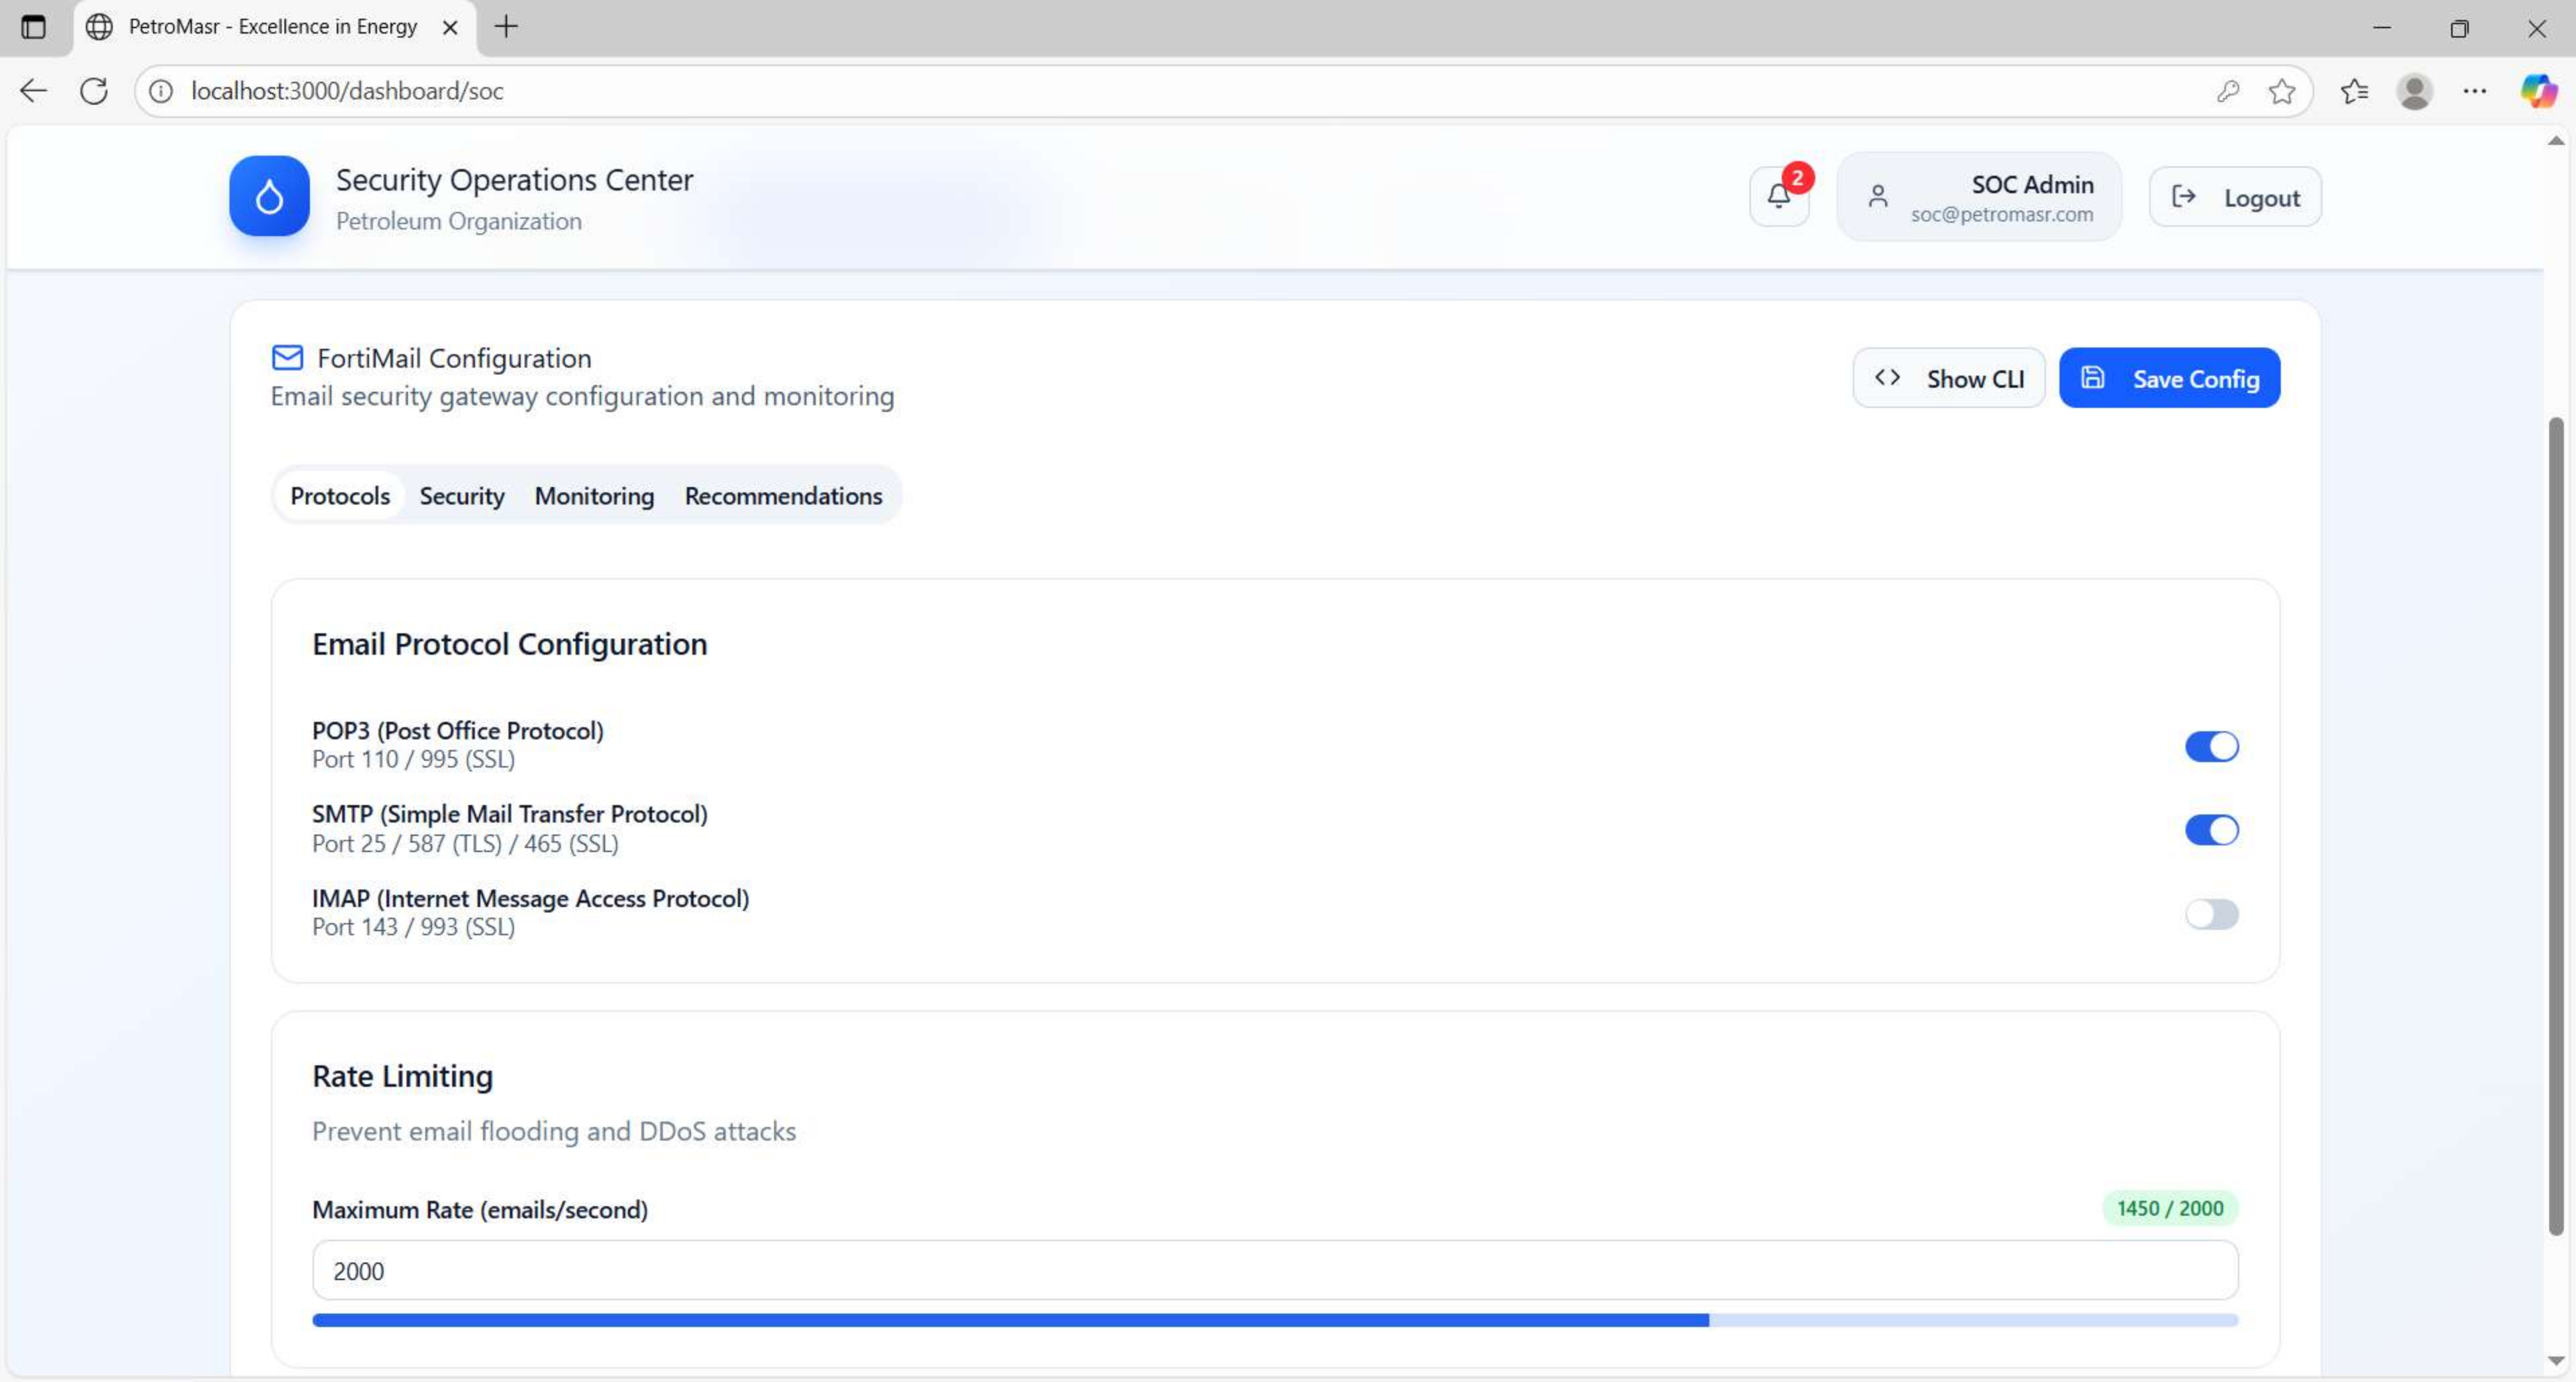 PetroMasr - Excellence in Energy
localhost:3000/dashboard/soc
Security Operations Center
Petroleum Organization
2
SOC Admin
soc@petromasr.com
Logout
FortiMail Configuration
Email security gateway configuration and monitoring
Show CLI
Save Config
Protocols Security Monitoring Recommendations
Email Protocol Configuration
POP3 (Post Office Protocol)
Port 110 / 995 (SSL)
SMTP (Simple Mail Transfer Protocol)
Port 25 / 587 (TLS) / 465 (SSL)
IMAP (Internet Message Access Protocol)
Port 143 / 993 (SSL)
Rate Limiting
Prevent email flooding and DDoS attacks
Maximum Rate (emails/second)
1450 / 2000
2000